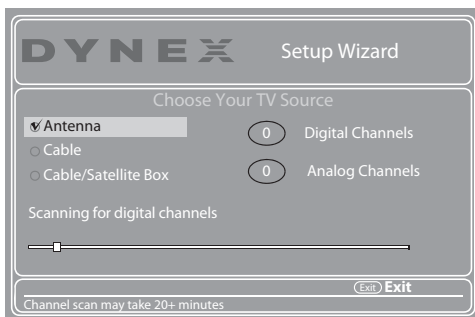 DYNEX Setup Wizard
Choose Your TV Source
Antenna
0 Digital Channels
Cable
0 Analog Channels
Cable/Satellite Box
Scanning for digital channels
Exit Exit
Channel scan may take 20+ minutes